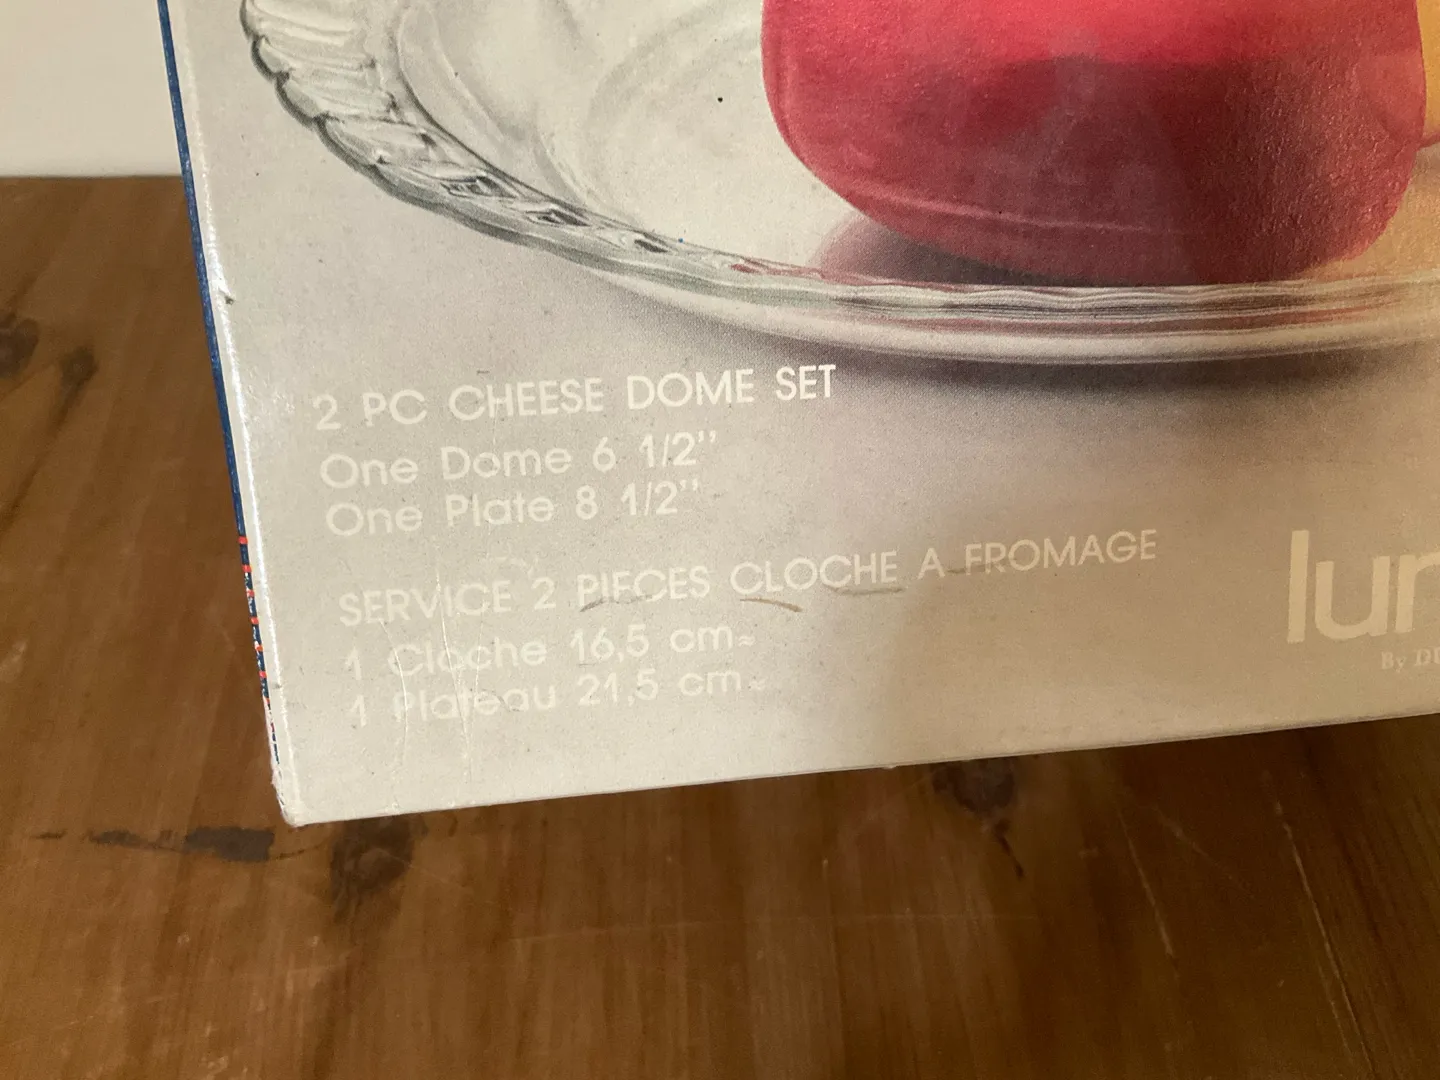 2 PC CHEESE DOME SET
One Dome 6 1/2"
One Plate 8 1/2"
SERVICE 2 PIECES CLOCHE A FROMAGE
1 Cloche 16,5 cm≈
1 Plateau 21,5 cm≈
By